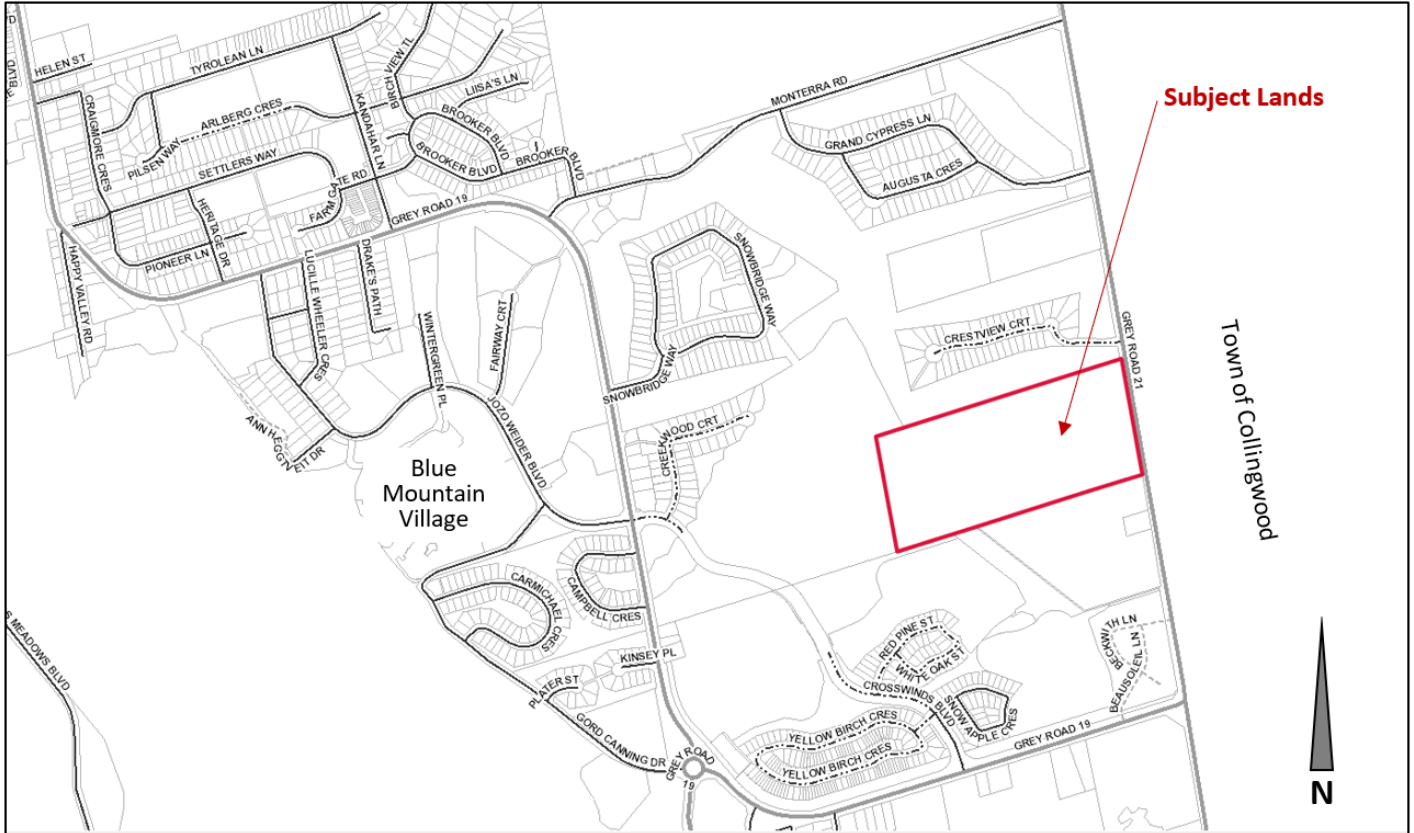 HELEN ST
TYROLEAN LN
BIRCH VIEW TL
LIISA'S LN
CRAIGMORE CRES
ARLBERG CRES
KANDAHAR LN
BROOKER BLVD
MONTERRA RD
Subject Lands
PILSEN WAY
SETTLERS WAY
BROOKER BLVD
BROOKER BLVD
GRAND CYPRESS LN
FARM GATE RD
AUGUSTA CRES
HERITAGE DR
GREY ROAD 19
HAPPY VALLEY RD
PIONEER LN
LUCILLE WHEELER CRES
DRAKE'S PATH
SNOWBRIDGE WAY
WINTERGREEN PL
FAIRWAY CRT
CRESTVIEW CRT
GREY ROAD 21
SNOWBRIDGE WAY
JOZO WEIDER BLVD
Town of Collingwood
CREEKWOOD CRT
Blue
Mountain
Village
CARMICHAEL CRES
CAMPBELL CRES
S MEADOWS BLVD
RED PINE ST
WHITE OAK ST
BEAUSOLEIL LN
KINSEY PL
PLATER ST
CROSSWINDS BLVD
SNOW APPLE CRES
GORD CANNING DR
YELLOW BIRCH CRES
GREY ROAD 19
YELLOW BIRCH CRES
GREY ROAD
19
N